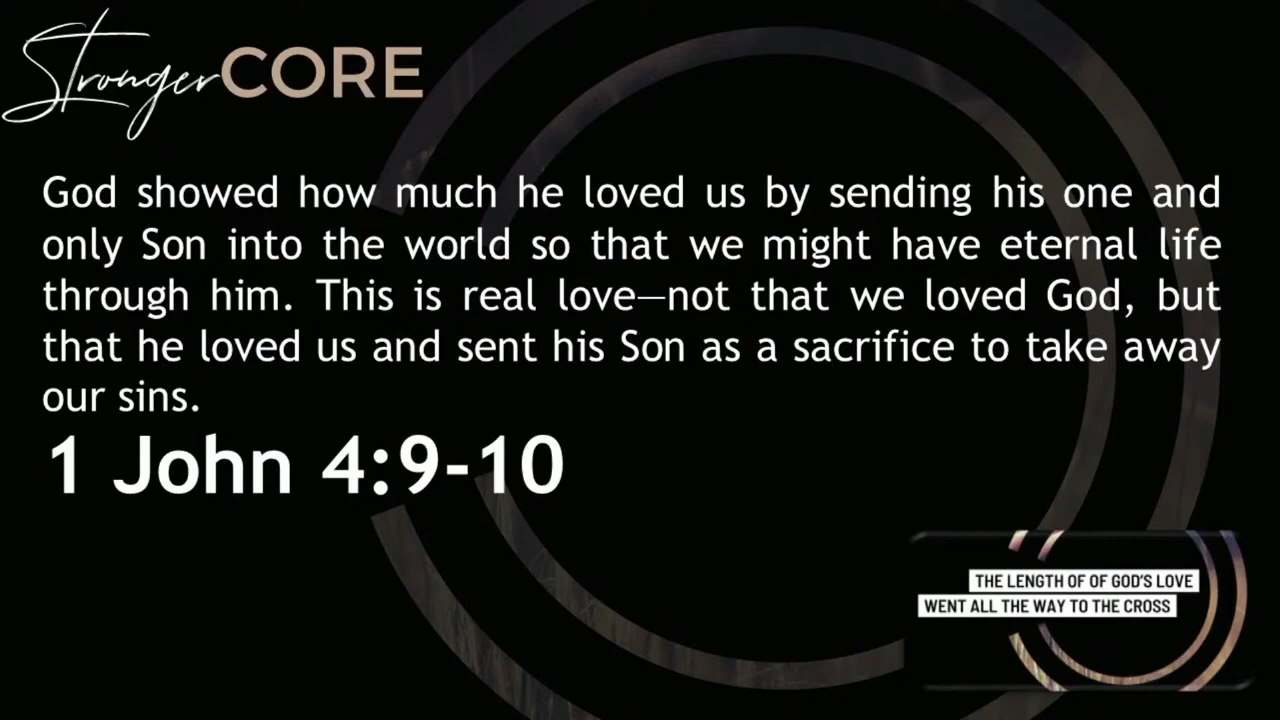 Stronger CORE
God showed how much he loved us by sending his one and
only Son into the world so that we might have eternal life
through him. This is real love—not that we loved God, but
that he loved us and sent his Son as a sacrifice to take away
our sins.
1 John 4:9-10
THE LENGTH OF OF GOD'S LOVE
WENT ALL THE WAY TO THE CROSS